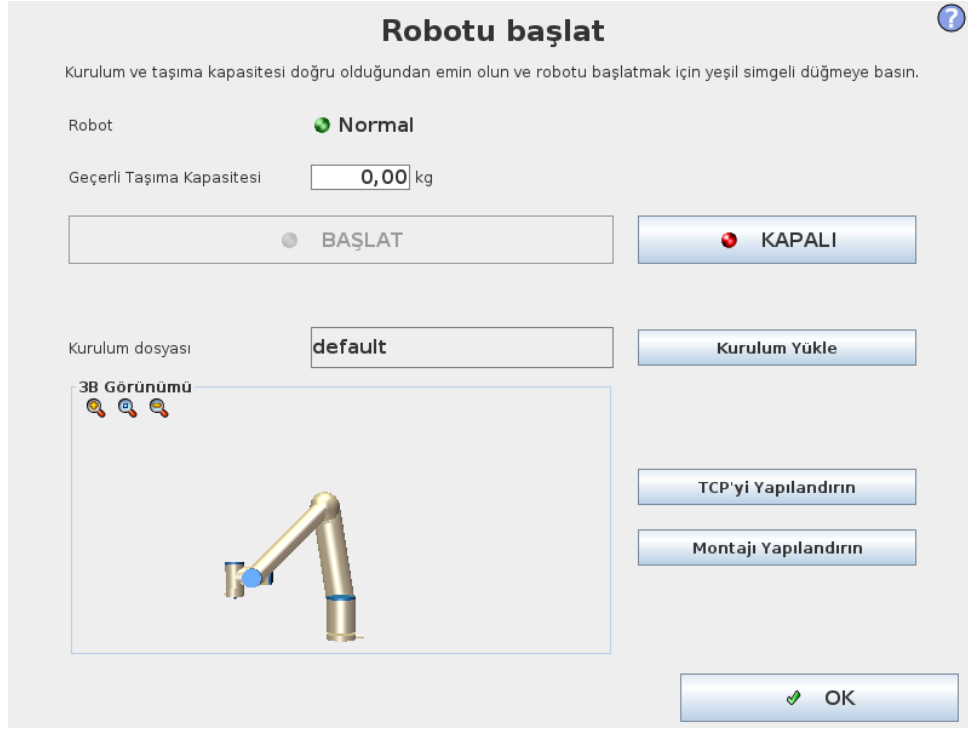 Robotu başlat
?
Kurulum ve taşıma kapasitesi doğru olduğundan emin olun ve robotu başlatmak için yeşil simgeli düğmeye basın.
Robot
Normal
Geçerli Taşıma Kapasitesi
0,00 kg
BAŞLAT
KAPALI
Kurulum dosyası
default
Kurulum Yükle
3B Görünümü
TCP'yi Yapılandırın
Montajı Yapılandırın
OK